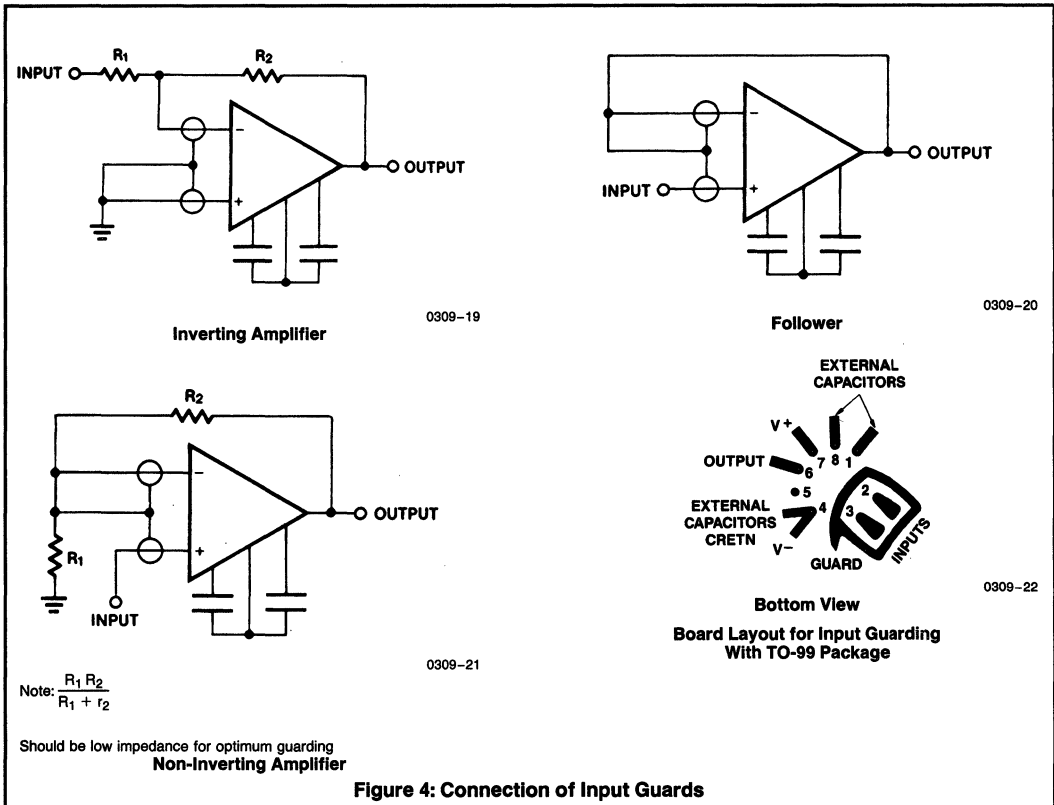 INPUT
R1
R2
−
+
OUTPUT
0309–19
Inverting Amplifier
INPUT
−
+
OUTPUT
0309–20
Follower
R2
−
+
OUTPUT
R1
INPUT
0309–21
Note: R1 R2
R1 + r2
Should be low impedance for optimum guarding
Non-Inverting Amplifier
EXTERNAL
CAPACITORS
V+
OUTPUT
7 8 1
6
5
4
2
3
EXTERNAL
CAPACITORS
CRETN
V−
GUARD
INPUTS
0309–22
Bottom View
Board Layout for Input Guarding
With TO-99 Package
Figure 4: Connection of Input Guards